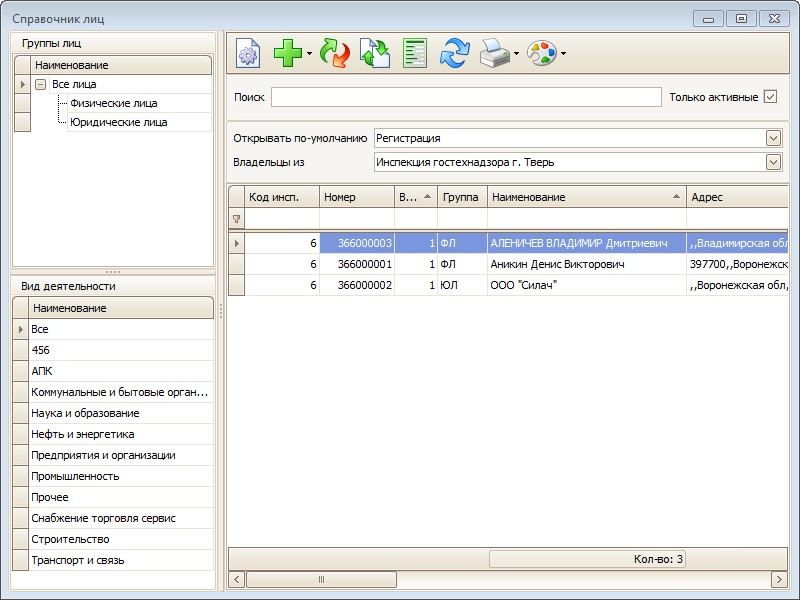 Справочник лиц
Группы лиц
Наименование
Все лица
Физические лица
Юридические лица
Вид деятельности
Наименование
Все
456
АПК
Коммунальные и бытовые орган...
Наука и образование
Нефть и энергетика
Предприятия и организации
Промышленность
Прочее
Снабжение торговля сервис
Строительство
Транспорт и связь
Поиск Только активные
Открывать по-умолчанию Регистрация
Владельцы из Инспекция гостехнадзора г. Тверь
Код инсп. Номер В... Группа Наименование Адрес
6 366000003 1 ФЛ АЛЕНИЧЕВ ВЛАДИМИР Дмитриевич ,,Владимирская обл
6 366000001 1 ФЛ Аникин Денис Викторович 397700,,Воронежск
6 366000002 1 ЮЛ ООО "Силач" ,,Воронежская обл,
Кол-во: 3